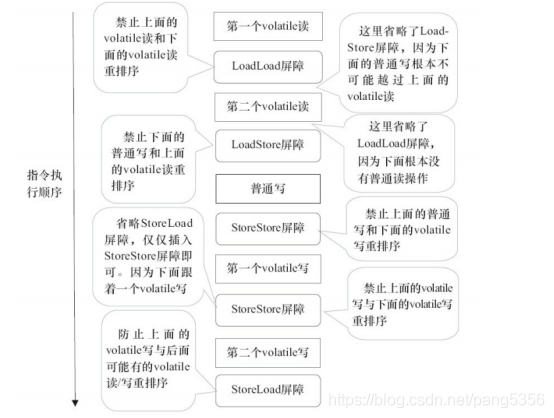 指令执
行顺序
禁止上面的
volatile读和下
面的volatile读
重排序
第一个volatile读
这里省略了Load-
Store屏障，因为下
面的普通写根本不
可能越过上面的
volatile读
LoadLoad屏障
第二个volatile读
禁止下面的
普通写和上面
的volatile读重
排序
LoadStore屏障
这里省略了
LoadLoad屏障，
因为下面根本没
有普通读操作
普通写
省略StoreLoad
屏障，仅仅插入
StoreStore屏障即
可。因为下面跟
着一个volatile写
StoreStore屏障
禁止上面的普通
写和下面的volatile
写重排序
第一个volatile写
StoreStore屏障
禁止上面的volatile
写与下面的volatile写
重排序
防止上面的
volatile写与后面
可能有的volatile
读/写重排序
第二个volatile写
StoreLoad屏障
https://blog.csdn.net/pang5356